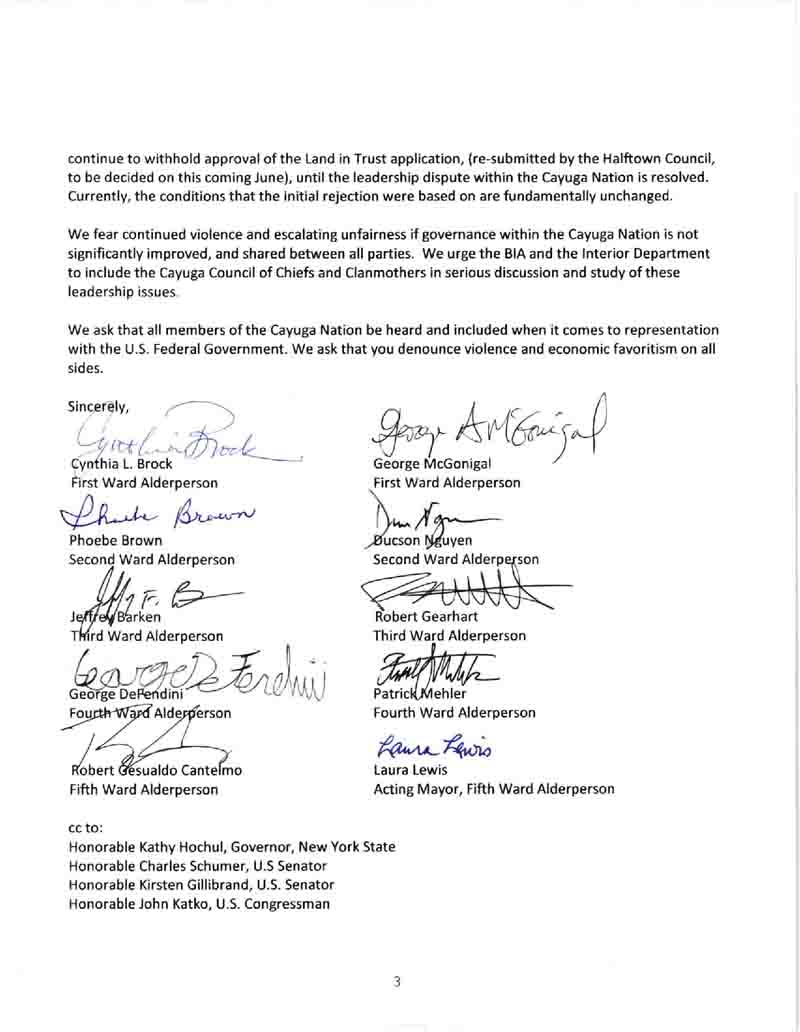 continue to withhold approval of the Land in Trust application, (re-submitted by the Halftown Council,
to be decided on this coming June), until the leadership dispute within the Cayuga Nation is resolved.
Currently, the conditions that the initial rejection were based on are fundamentally unchanged.
We fear continued violence and escalating unfairness if governance within the Cayuga Nation is not
significantly improved, and shared between all parties. We urge the BIA and the Interior Department
to include the Cayuga Council of Chiefs and Clanmothers in serious discussion and study of these
leadership issues.
We ask that all members of the Cayuga Nation be heard and included when it comes to representation
with the U.S. Federal Government. We ask that you denounce violence and economic favoritism on all
sides.
Sincerely,
Cynthia Brock
George A McGonigal
Cynthia L. Brock
George McGonigal
First Ward Alderperson
First Ward Alderperson
Phoebe Brown
Phoebe Brown
Ducson Nguyen
Second Ward Alderperson
Second Ward Alderperson
Jeffrey Barken
Robert Gearhart
Third Ward Alderperson
Third Ward Alderperson
George DeFendini
Patrick Mehler
Fourth Ward Alderperson
Fourth Ward Alderperson
Laura Lewis
Robert Gesualdo Cantelmo
Laura Lewis
Fifth Ward Alderperson
Acting Mayor, Fifth Ward Alderperson
cc to:
Honorable Kathy Hochul, Governor, New York State
Honorable Charles Schumer, U.S Senator
Honorable Kirsten Gillibrand, U.S. Senator
Honorable John Katko, U.S. Congressman
3